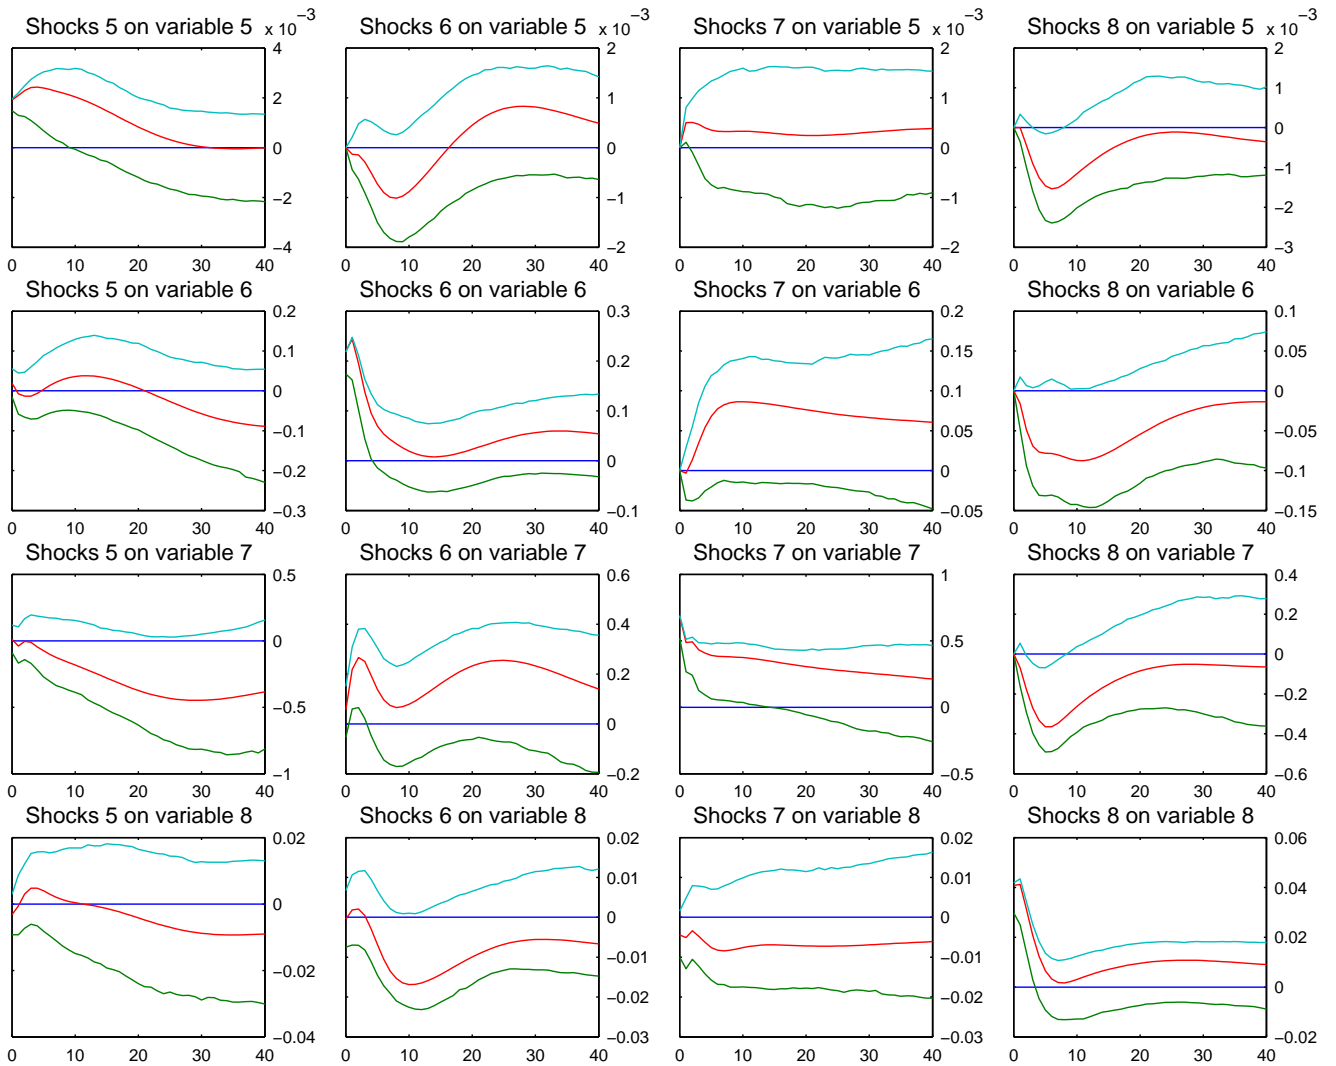 Shocks 5 on variable 5 x 10−3
Shocks 6 on variable 5 x 10−3
Shocks 7 on variable 5 x 10−3
Shocks 8 on variable 5 x 10−3
4 2 2 2
2 1 1 1
0 0 0 0
−1
−2 −1 −1 −2
−4 −2 −2 −3
0 10 20 30 40 0 10 20 30 40 0 10 20 30 40 0 10 20 30 40
Shocks 5 on variable 6 Shocks 6 on variable 6 Shocks 7 on variable 6 Shocks 8 on variable 6
0.2 0.3 0.2 0.1
0.1 0.2 0.15 0.05
0 0.1 0.1 0
−0.1 0 0.05 −0.05
−0.2 0 −0.1
−0.3 −0.1 −0.05 −0.15
0 10 20 30 40 0 10 20 30 40 0 10 20 30 40 0 10 20 30 40
Shocks 5 on variable 7 Shocks 6 on variable 7 Shocks 7 on variable 7 Shocks 8 on variable 7
0.5 0.6 1 0.4
0 0.4 0.5 0.2
0.2 0
−0.5 0 0 −0.2
−0.4
−1 −0.2 −0.5 −0.6
0 10 20 30 40 0 10 20 30 40 0 10 20 30 40 0 10 20 30 40
Shocks 5 on variable 8 Shocks 6 on variable 8 Shocks 7 on variable 8 Shocks 8 on variable 8
0.02 0.02 0.02 0.06
0.01 0.01 0.04
0 0 0 0.02
−0.02 −0.01 −0.01 0
−0.02 −0.02
−0.04 −0.03 −0.03 −0.02
0 10 20 30 40 0 10 20 30 40 0 10 20 30 40 0 10 20 30 40